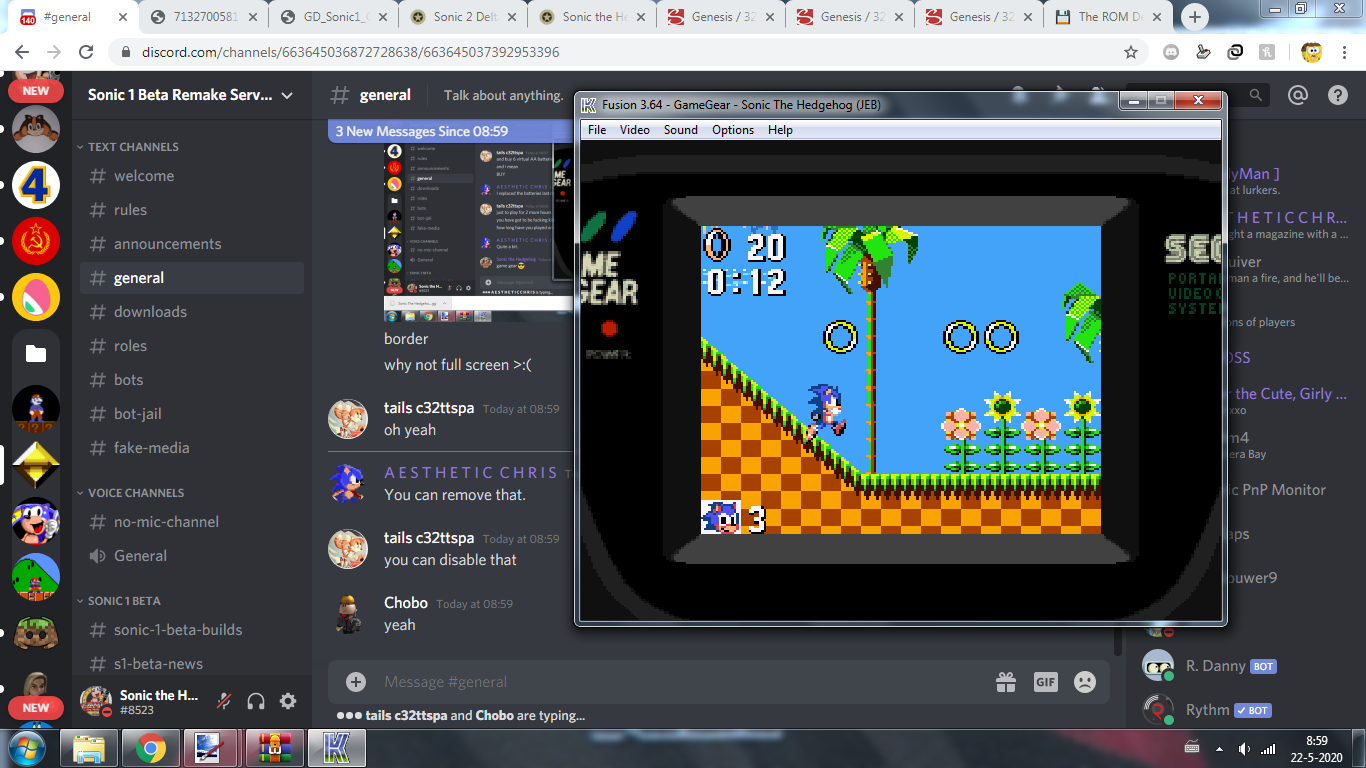 140
#general
7132700581
GD_Sonic1_
Sonic 2 Delt
Sonic the He
Genesis / 32
Genesis / 32
Genesis / 32
The ROM De
discord.com/channels/663645036872728638/663645037392953396
NEW
Sonic 1 Beta Remake Serv...
TEXT CHANNELS
welcome
rules
announcements
general
downloads
roles
bots
bot-jail
fake-media
VOICE CHANNELS
no-mic-channel
General
SONIC 1 BETA
sonic-1-beta-builds
s1-beta-news
NEW
Sonic the H...
#8523
# general
Talk about anything.
3 New Messages Since 08:59
border
why not full screen >:(
tails c32ttspa Today at 08:59
oh yeah
A E S T H E T I C C H R I S
You can remove that.
tails c32ttspa Today at 08:59
you can disable that
Chobo Today at 08:59
yeah
Message #general
GIF
tails c32ttspa and Chobo are typing...
Fusion 3.64 - GameGear - Sonic The Hedgehog (JEB)
File Video Sound Options Help
ME
GEAR
POWER
20
0:12
3
SEG
PORTA
VIDEO
SYSTE
lyMan ]
at lurkers.
T H E T I C C H R...
ght a magazine with a ...
uiver
man a fire, and he'll be...
ons of players
OSS
r the Cute, Girly ...
xxo
m4
era Bay
ic PnP Monitor
aps
ouwer9
R. Danny BOT
Rythm BOT
8:59
22-5-2020